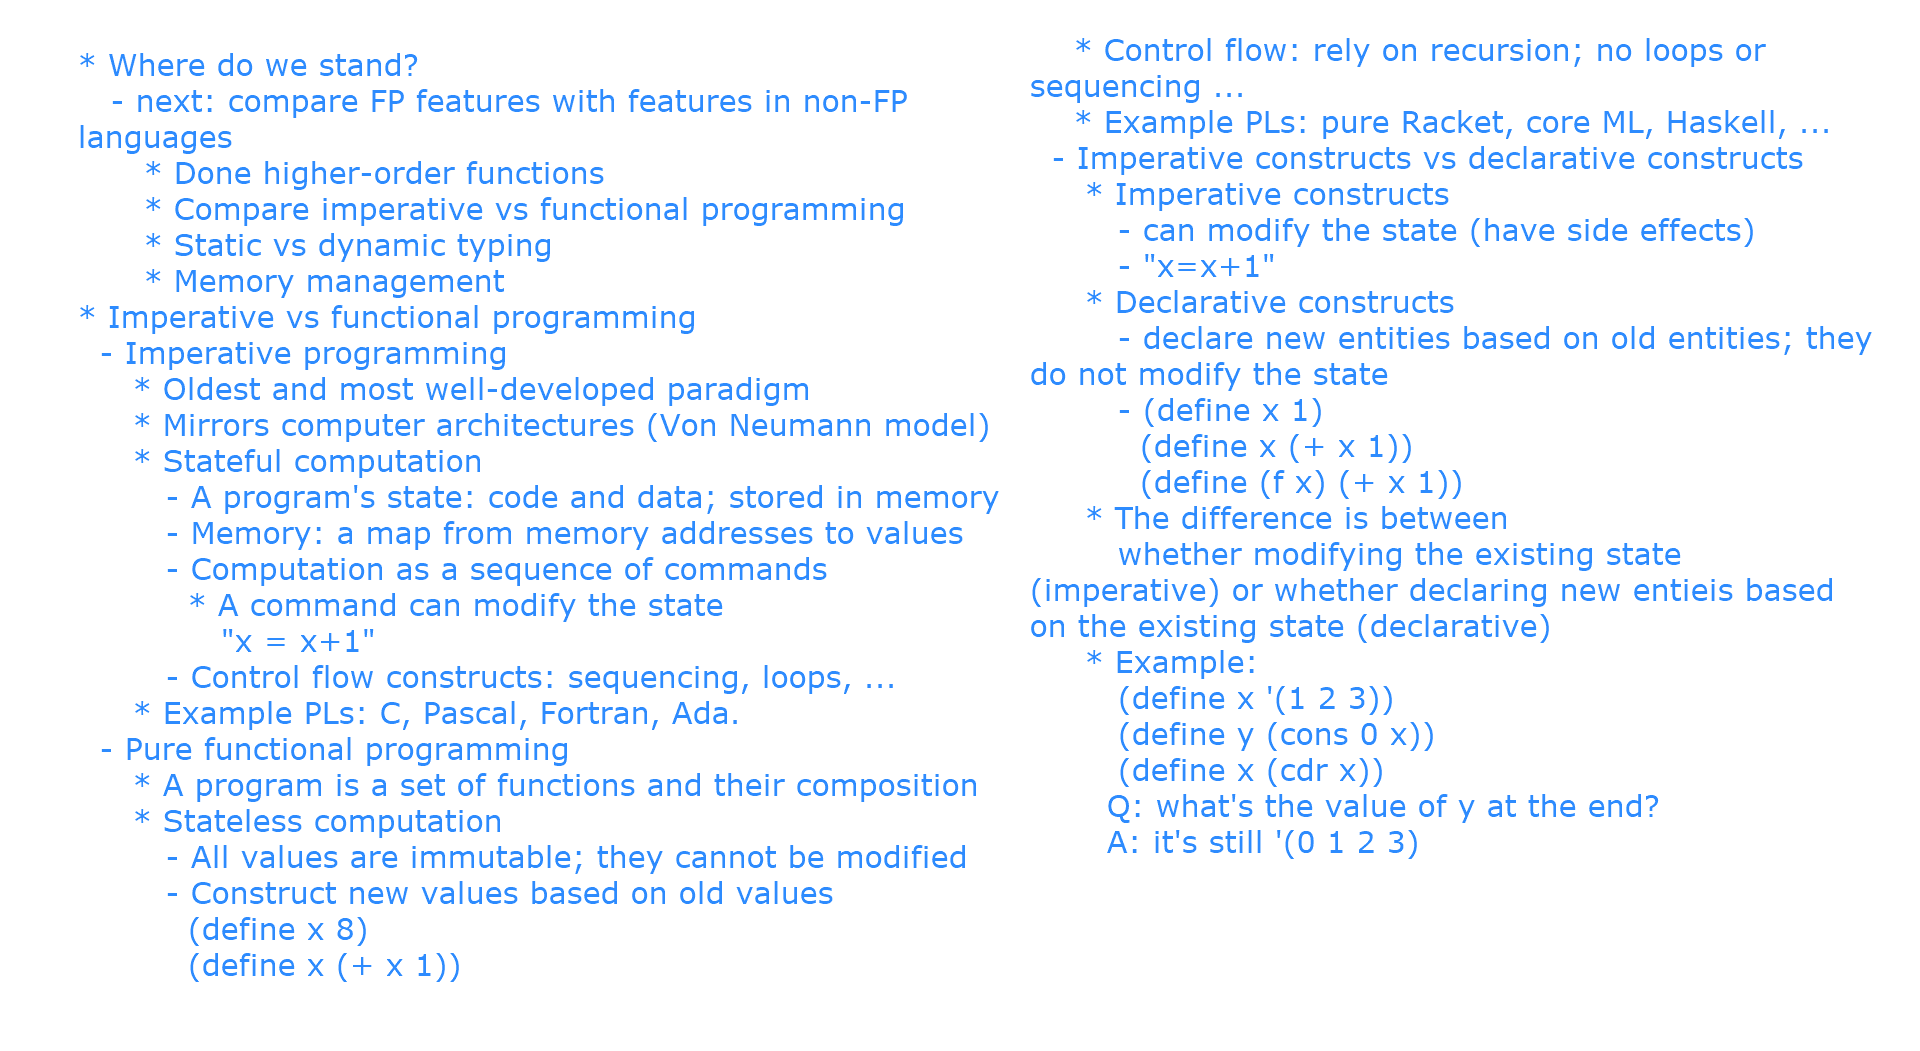 * Where do we stand?
- next: compare FP features with features in non-FP
languages
* Done higher-order functions
* Compare imperative vs functional programming
* Static vs dynamic typing
* Memory management
* Imperative vs functional programming
- Imperative programming
* Oldest and most well-developed paradigm
* Mirrors computer architectures (Von Neumann model)
* Stateful computation
- A program's state: code and data; stored in memory
- Memory: a map from memory addresses to values
- Computation as a sequence of commands
* A command can modify the state
"x = x+1"
- Control flow constructs: sequencing, loops, ...
* Example PLs: C, Pascal, Fortran, Ada.
- Pure functional programming
* A program is a set of functions and their composition
* Stateless computation
- All values are immutable; they cannot be modified
- Construct new values based on old values
(define x 8)
(define x (+ x 1))
* Control flow: rely on recursion; no loops or
sequencing ...
* Example PLs: pure Racket, core ML, Haskell, ...
- Imperative constructs vs declarative constructs
* Imperative constructs
- can modify the state (have side effects)
- "x=x+1"
* Declarative constructs
- declare new entities based on old entities; they
do not modify the state
- (define x 1)
(define x (+ x 1))
(define (f x) (+ x 1))
* The difference is between
whether modifying the existing state
(imperative) or whether declaring new entieis based
on the existing state (declarative)
* Example:
(define x '(1 2 3))
(define y (cons 0 x))
(define x (cdr x))
Q: what's the value of y at the end?
A: it's still '(0 1 2 3)